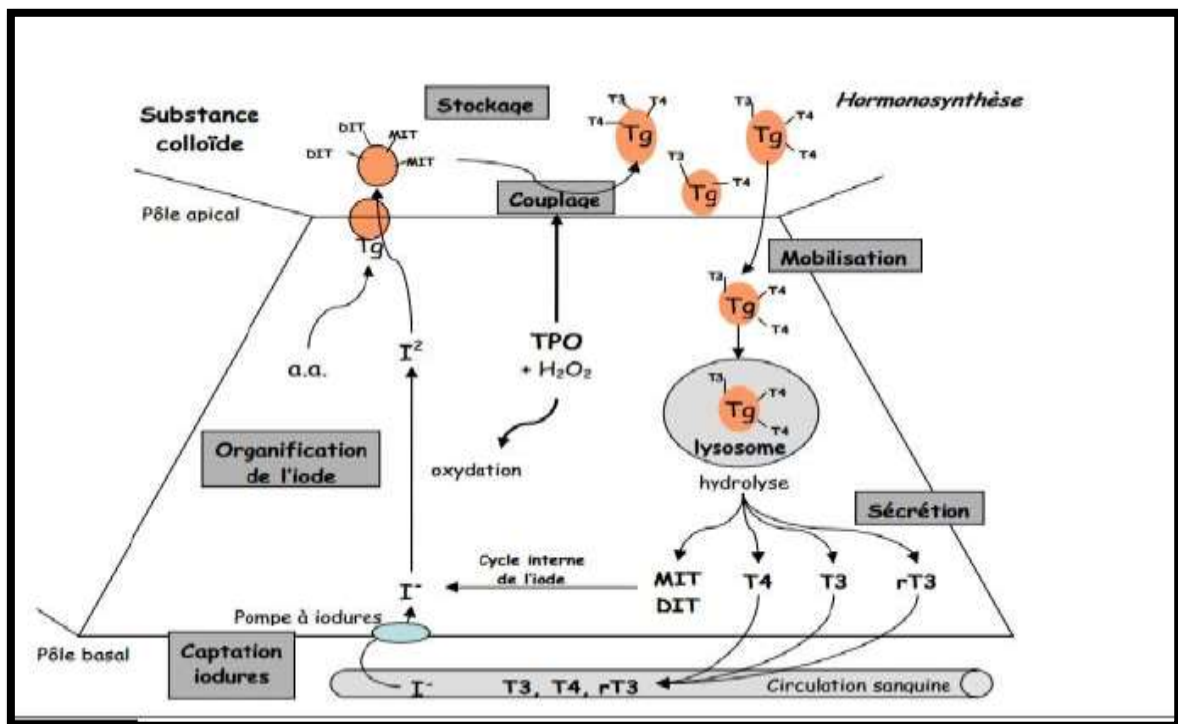 Stockage
Hormonosynthèse
Substance
colloïde
DIT
MIT
DIT
MIT
T3
T4
T4
Tg
T3
T4
Tg
T3
T4
Tg
T4
Couplage
Pôle apical
Tg
Mobilisation
T3
T4
Tg
T4
a.a.
I²
TPO
+ H₂O₂
T3
T4
Tg
T4
lysosome
Organification
de l'iode
oxydation
hydrolyse
Sécrétion
Cycle interne
de l'iode
I⁻
MIT
DIT
T4
T3
rT3
Pompe à iodures
Pôle basal
Captation
iodures
I⁻
T3, T4, rT3
Circulation sanguine